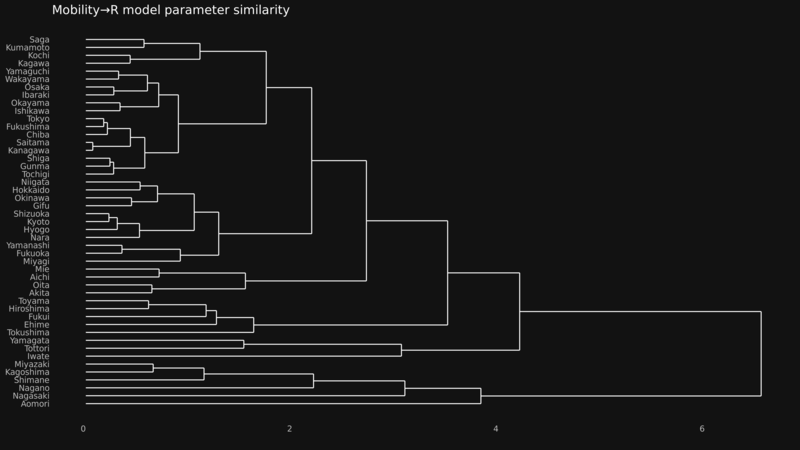 Mobility→R model parameter similarity
Saga
Kumamoto
Kochi
Kagawa
Yamaguchi
Wakayama
Osaka
Ibaraki
Okayama
Ishikawa
Tokyo
Fukushima
Chiba
Saitama
Kanagawa
Shiga
Gunma
Tochigi
Niigata
Hokkaido
Okinawa
Gifu
Shizuoka
Kyoto
Hyogo
Nara
Yamanashi
Fukuoka
Miyagi
Mie
Aichi
Oita
Akita
Toyama
Hiroshima
Fukui
Ehime
Tokushima
Yamagata
Tottori
Iwate
Miyazaki
Kagoshima
Shimane
Nagano
Nagasaki
Aomori
0 2 4 6